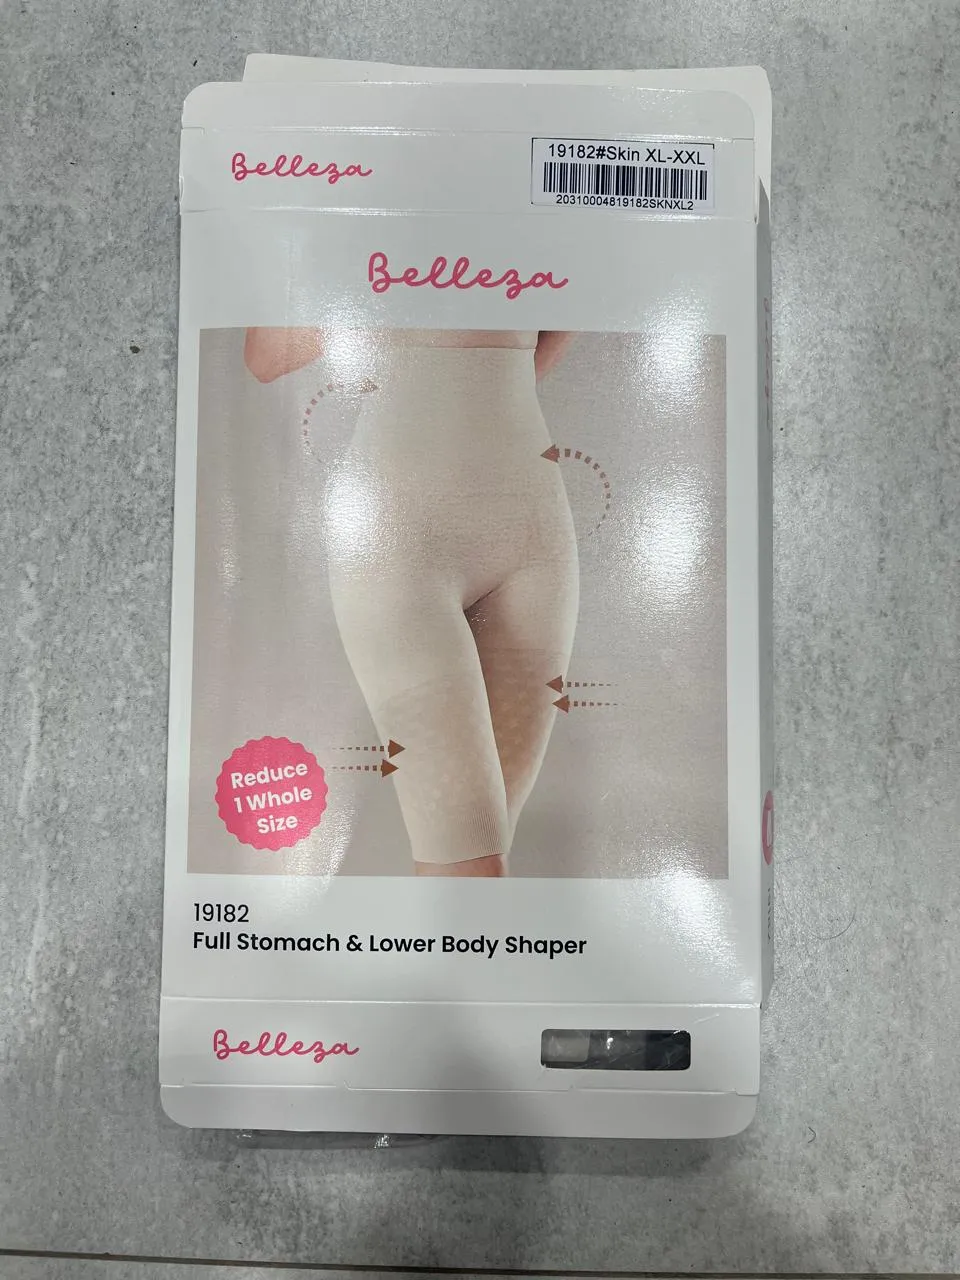 Belleza
19182#Skin XL-XXL
20310004819182SKNXL2
Belleza
Reduce
1 Whole
Size
19182
Full Stomach & Lower Body Shaper
Belleza